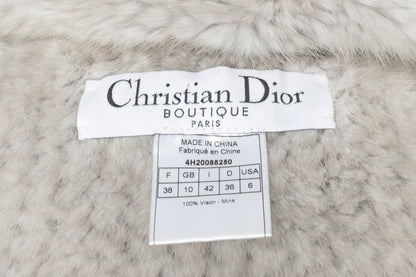 Christian Dior
BOUTIQUE
PARIS
MADE IN CHINA
Fabriqué en Chine
4H20088250
F GB I D USA
38 10 42 36 6
100% Vison - Mink